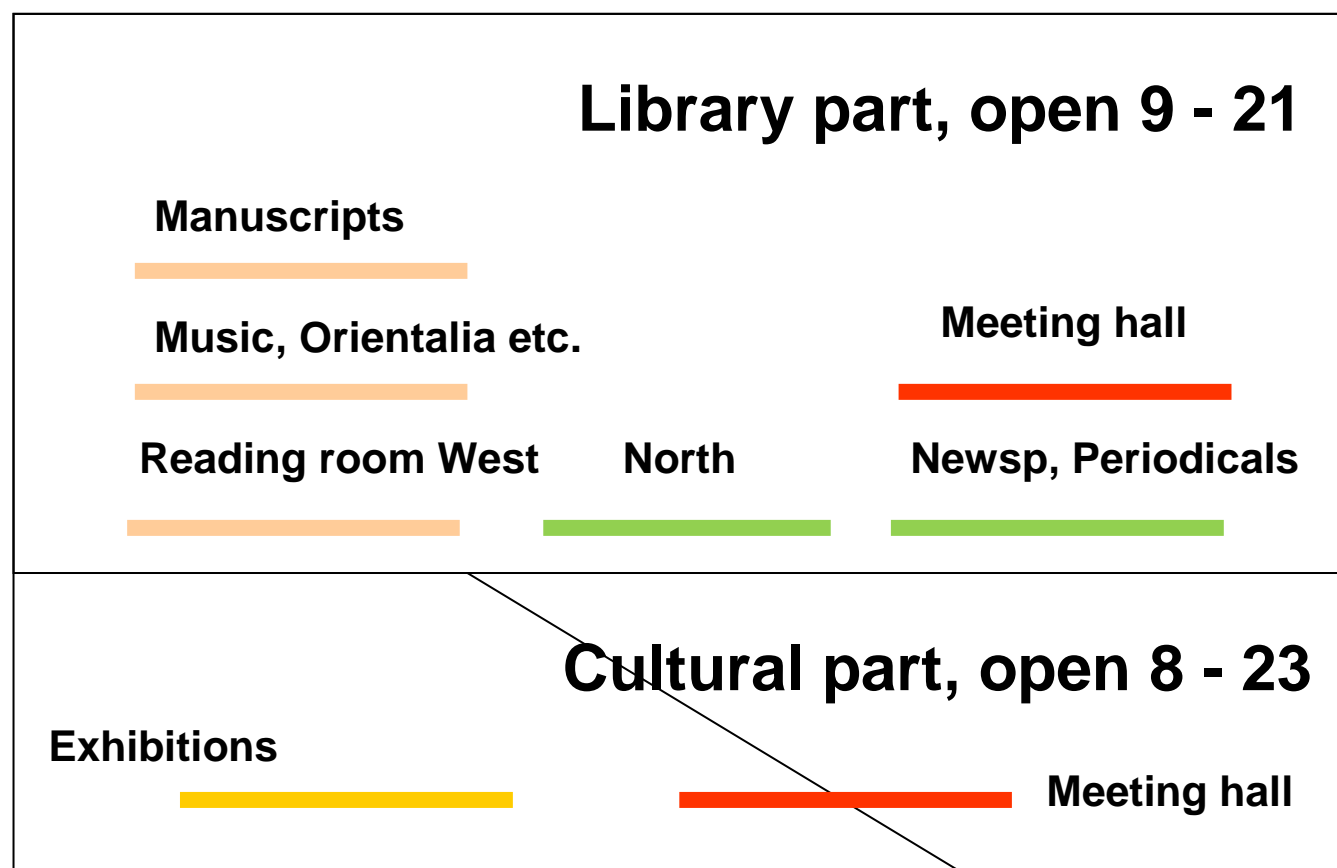 Library part, open 9 - 21
Manuscripts
Music, Orientalia etc.
Meeting hall
Reading room West
North
Newsp, Periodicals
Cultural part, open 8 - 23
Exhibitions
Meeting hall